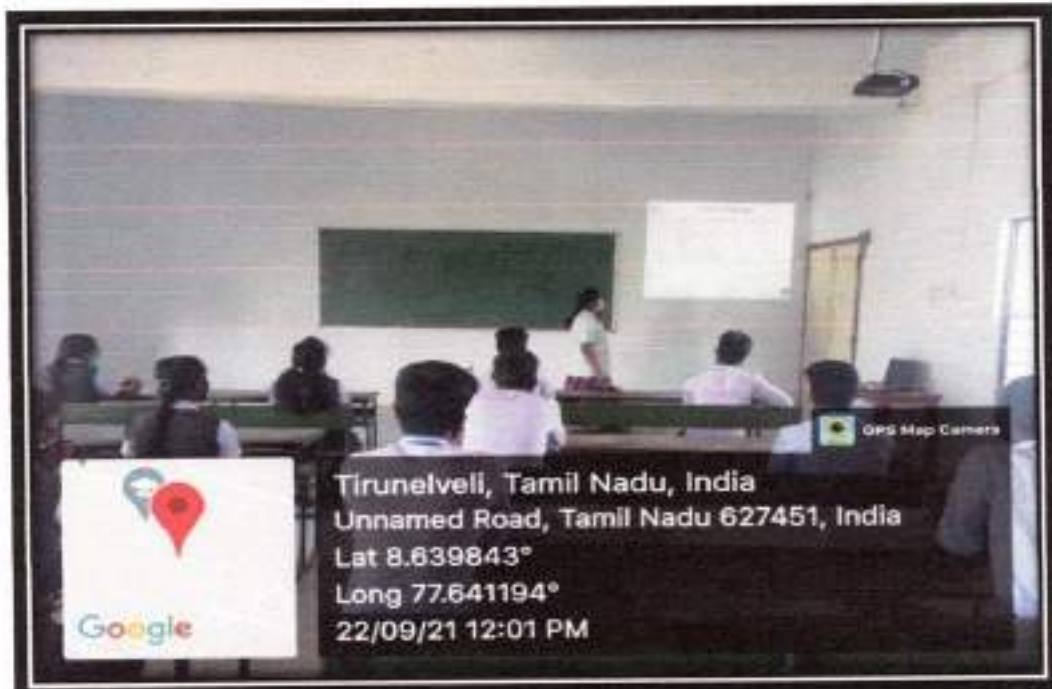 GPS Map Camera
Tirunelveli, Tamil Nadu, India
Unnamed Road, Tamil Nadu 627451, India
Lat 8.639843°
Long 77.641194°
22/09/21 12:01 PM
Google